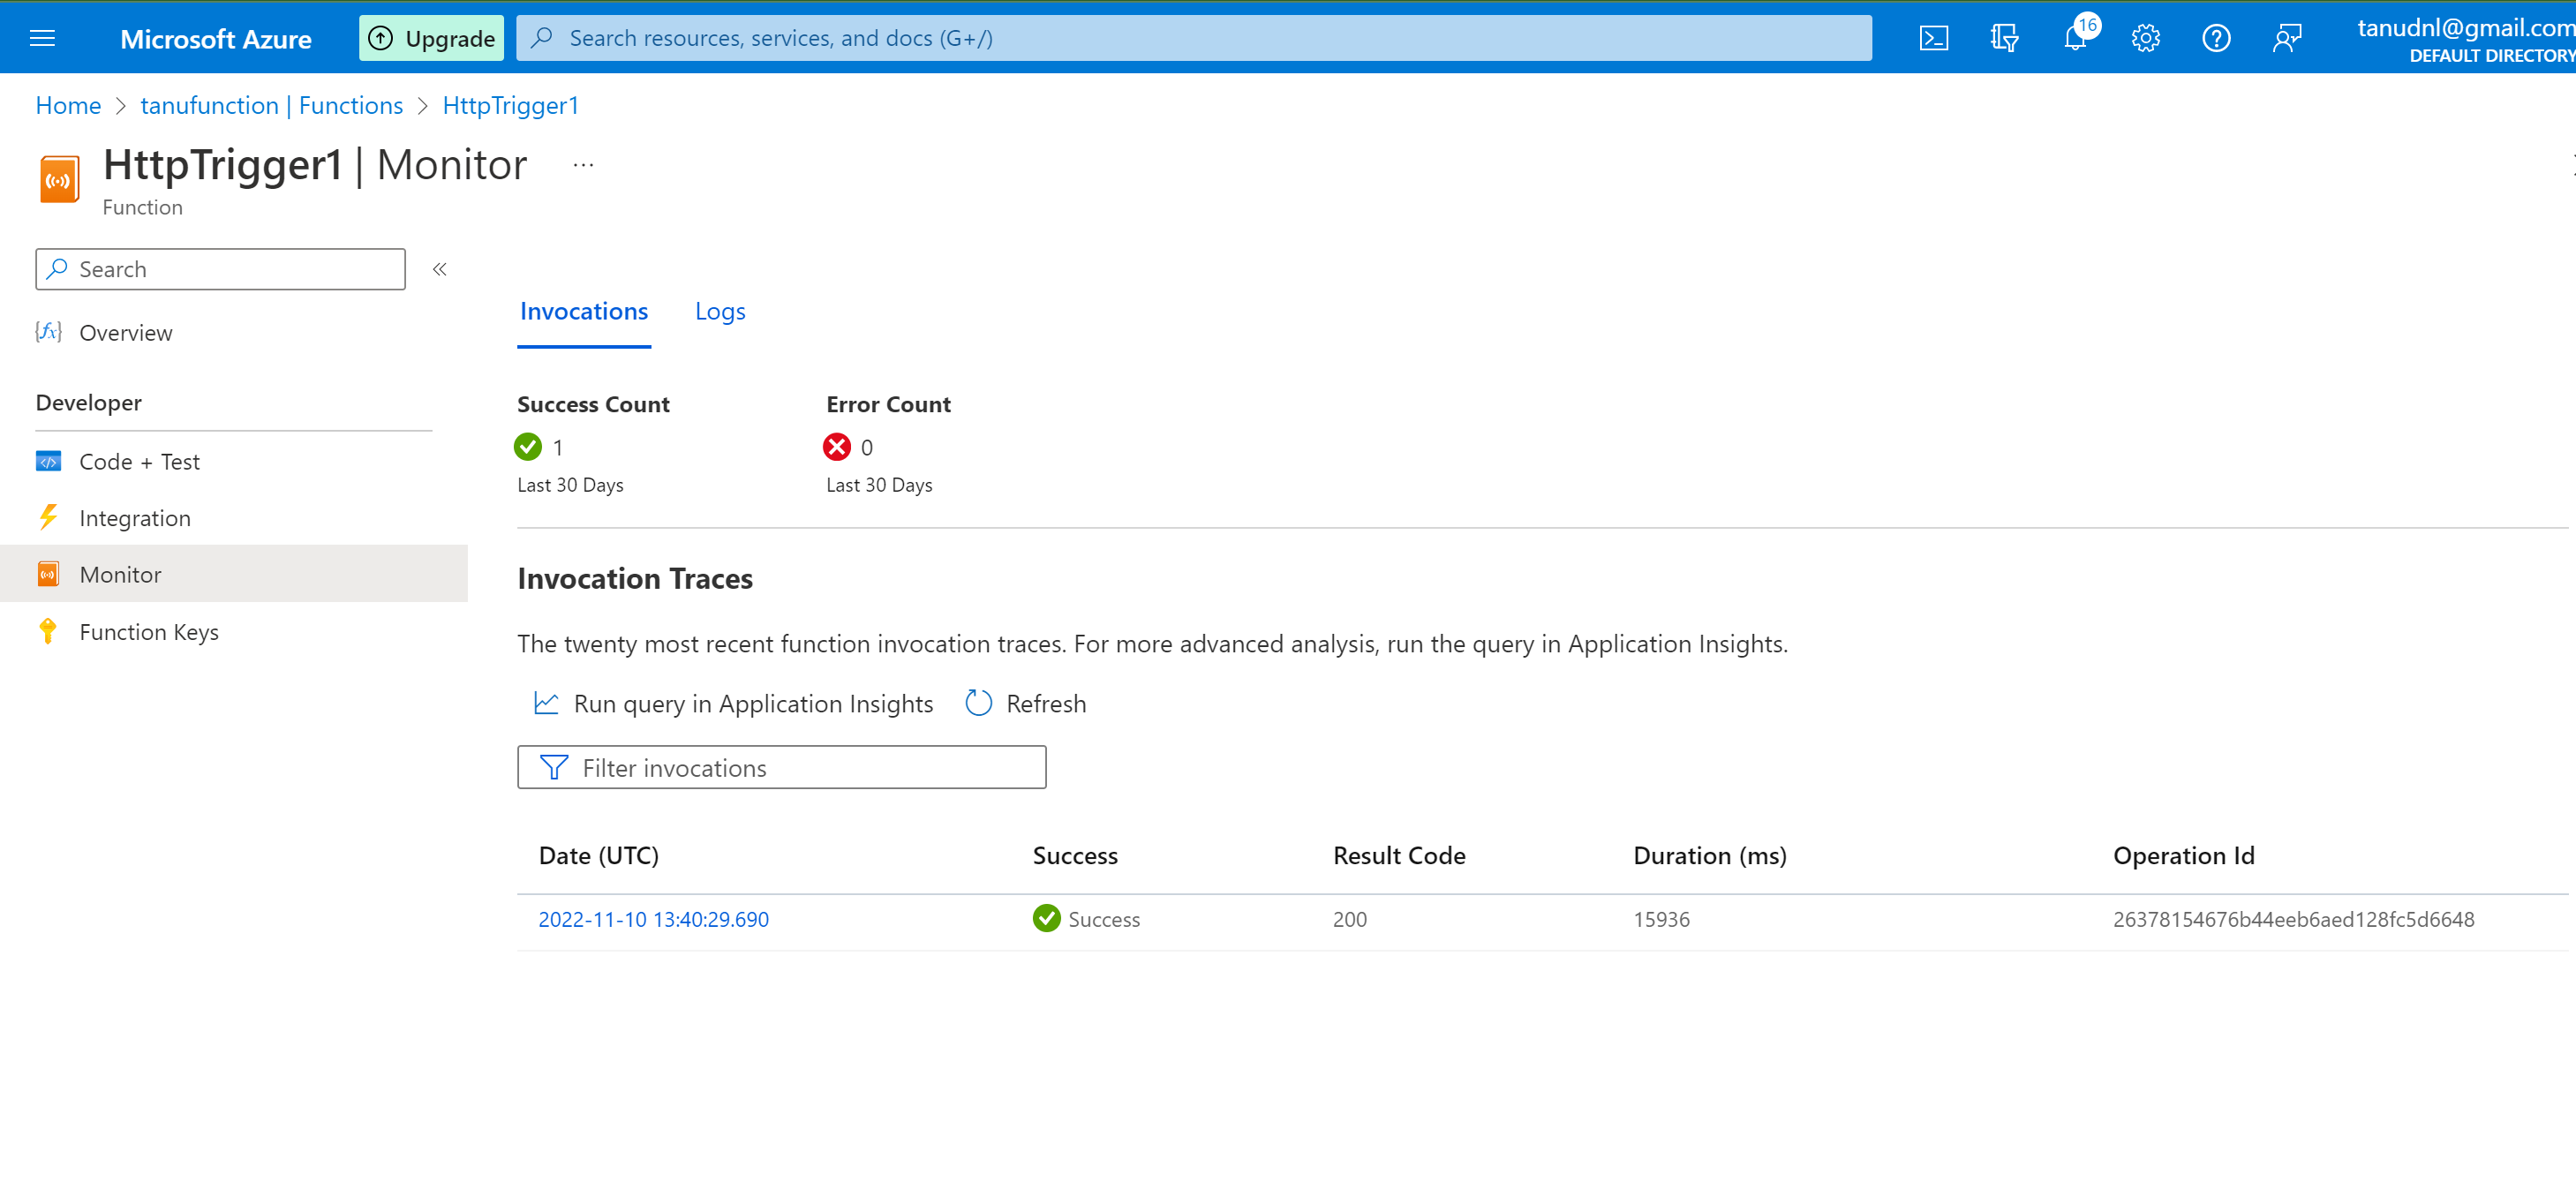 Microsoft Azure
Upgrade
Search resources, services, and docs (G+/)
16
tanudnl@gmail.com
DEFAULT DIRECTORY
Home > tanufunction | Functions > HttpTrigger1
HttpTrigger1 | Monitor ...
Function
Search
«
Overview
Developer
Code + Test
Integration
Monitor
Function Keys
Invocations Logs
Success Count Error Count
1 0
Last 30 Days Last 30 Days
Invocation Traces
The twenty most recent function invocation traces. For more advanced analysis, run the query in Application Insights.
Run query in Application Insights Refresh
Filter invocations
Date (UTC) Success Result Code Duration (ms) Operation Id
2022-11-10 13:40:29.690 Success 200 15936 26378154676b44eeb6aed128fc5d6648